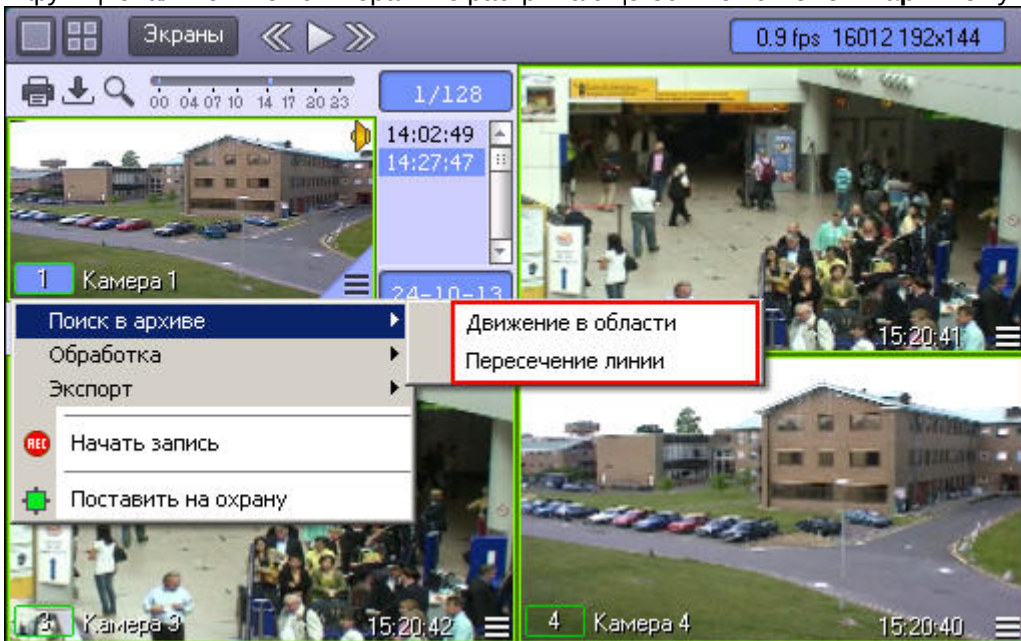 Экраны
0.9 fps 16012 192x144
00 04 07 10 14 17 20 23
1/128
14:02:49
14:27:47
24-10-13
1 Камера 1
15:20:41
Поиск в архиве
Обработка
Экспорт
REC Начать запись
Поставить на охрану
Движение в области
Пересечение линии
3 Камера 3
15:20:42
4 Камера 4
15:20:40